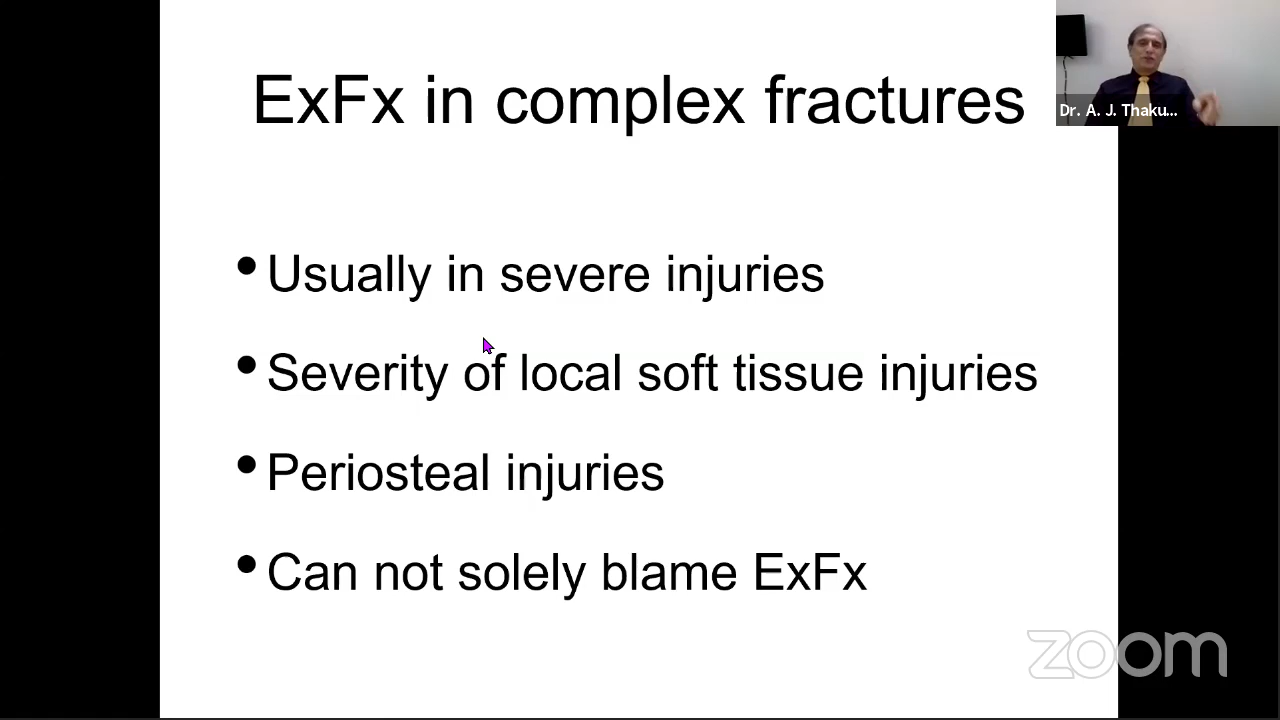 ExFx in complex fractures
Dr. A. J. Thaku...
• Usually in severe injuries
• Severity of local soft tissue injuries
• Periosteal injuries
• Can not solely blame ExFx
zoom